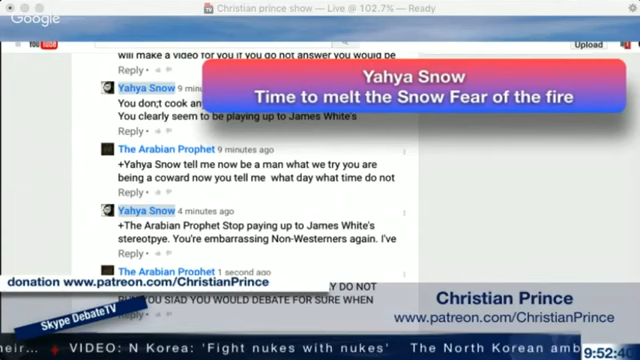 Christian prince show — Live @ 102.7% — Ready
Google
YouTube
Upload
will make a video for if you do not answer you would be
Reply •
Yahya Snow
Time to melt the Snow Fear of the fire
Yahya Snow 9 minu
You don;t cook any
You clearly seem to be playing up to James White's
Reply •
The Arabian Prophet 9 minutes ago
+Yahya Snow tell me now be a man what we try you are
being a coward now you tell me what day what time do not
Reply •
Yahya Snow 4 minutes ago
+The Arabian Prophet Stop paying up to James White's
stereotpye. You're embarrassing Non-Westerners again. I've
Reply •
The Arabian Prophet 1 second ago
Y DO NOT
YOU SIAD YOU WOULD DEBATE FOR SURE WHEN
Reply •
donation www.patreon.com/ChristianPrince
Skype DebateTV
Christian Prince
www.patreon.com/ChristianPrince
heir... VIDEO: N Korea: 'Fight nukes with nukes' The North Korean amb
9:52:40